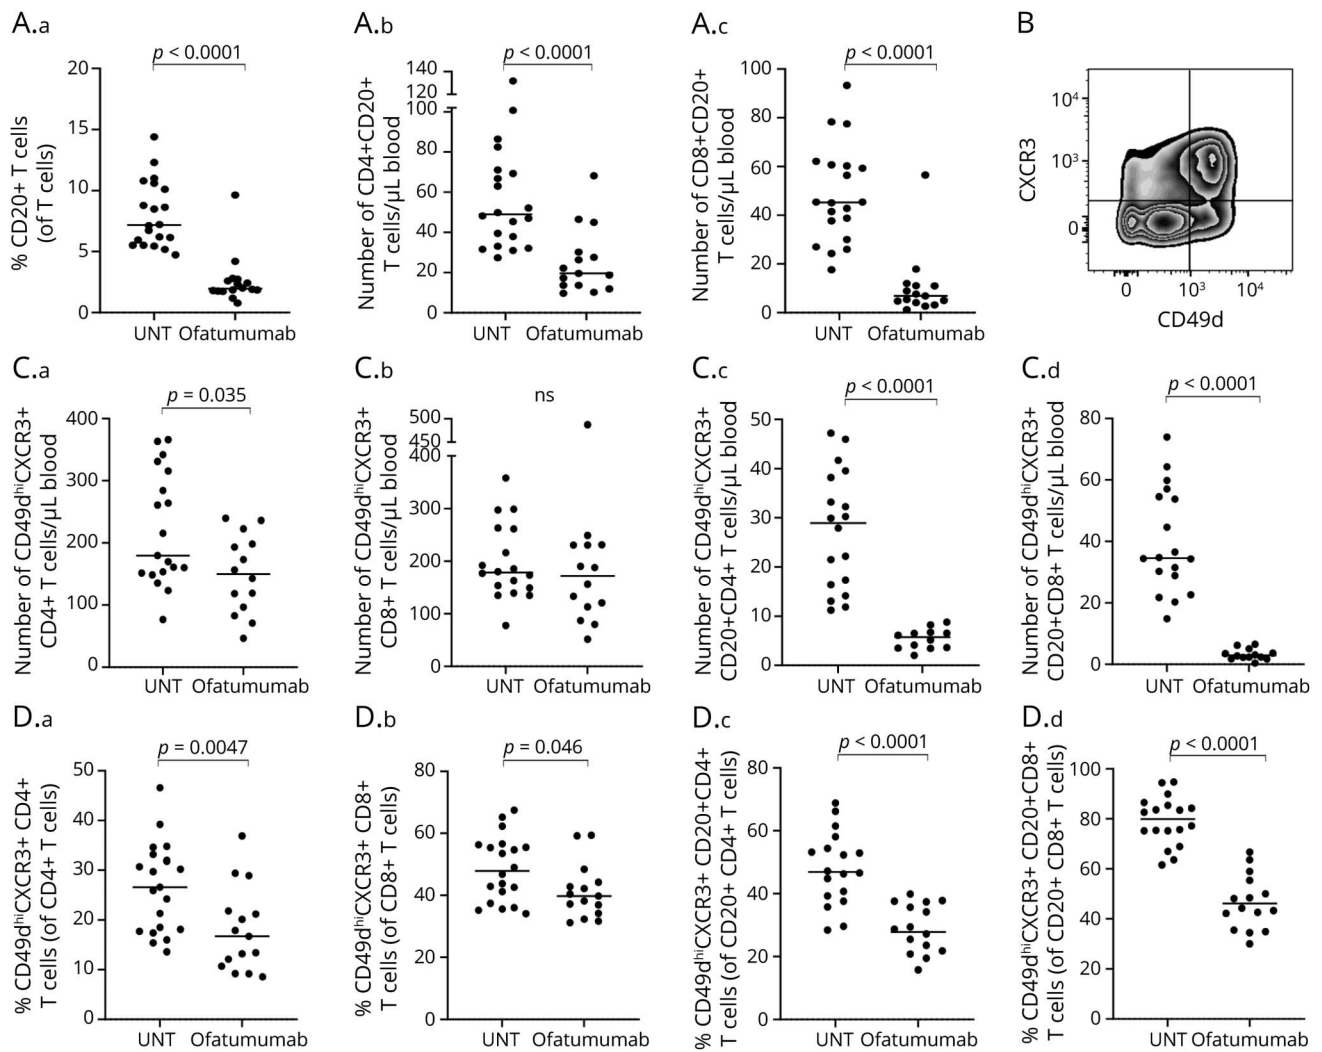 A.a
p < 0.0001
% CD20+ T cells
(of T cells)
20
15
10
5
0
UNT Ofatumumab
A.b
p < 0.0001
Number of CD4+CD20+
T cells/μL blood
140
120
100
80
60
40
20
0
UNT Ofatumumab
A.c
p < 0.0001
Number of CD8+CD20+
T cells/μL blood
100
80
60
40
20
0
UNT Ofatumumab
B
CXCR3
10⁴
10³
0
0 10³ 10⁴
CD49d
C.a
p = 0.035
Number of CD49dhiCXCR3+
CD4+ T cells/μL blood
400
300
200
100
0
UNT Ofatumumab
C.b
ns
Number of CD49dhiCXCR3+
CD8+ T cells/μL blood
500
450
400
300
200
100
0
UNT Ofatumumab
C.c
p < 0.0001
Number of CD49dhiCXCR3+
CD20+CD4+ T cells/μL blood
50
40
30
20
10
0
UNT Ofatumumab
C.d
p < 0.0001
Number of CD49dhiCXCR3+
CD20+CD8+ T cells/μL blood
80
60
40
20
0
UNT Ofatumumab
D.a
p = 0.0047
% CD49dhiCXCR3+ CD4+
T cells (of CD4+ T cells)
50
40
30
20
10
0
UNT Ofatumumab
D.b
p = 0.046
% CD49dhiCXCR3+ CD8+
T cells (of CD8+ T cells)
80
60
40
20
0
UNT Ofatumumab
D.c
p < 0.0001
% CD49dhiCXCR3+ CD20+CD4+
T cells (of CD20+ CD4+ T cells)
80
60
40
20
0
UNT Ofatumumab
D.d
p < 0.0001
% CD49dhiCXCR3+ CD20+CD8+
T cells (of CD20+ CD8+ T cells)
100
80
60
40
20
0
UNT Ofatumumab